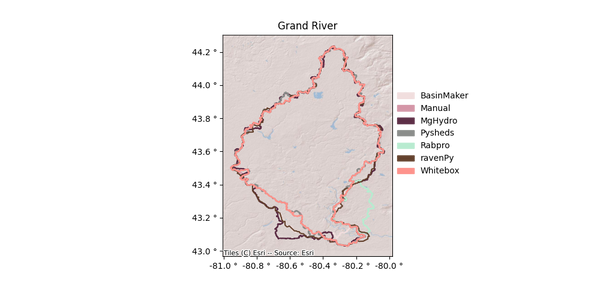 Grand River
44.2 °
44.0 °
43.8 °
43.6 °
43.4 °
43.2 °
43.0 °
-81.0 °
-80.8 °
-80.6 °
-80.4 °
-80.2 °
-80.0 °
BasinMaker
Manual
MgHydro
Pysheds
Rabpro
ravenPy
Whitebox
Tiles (C) Esri -- Source: Esri